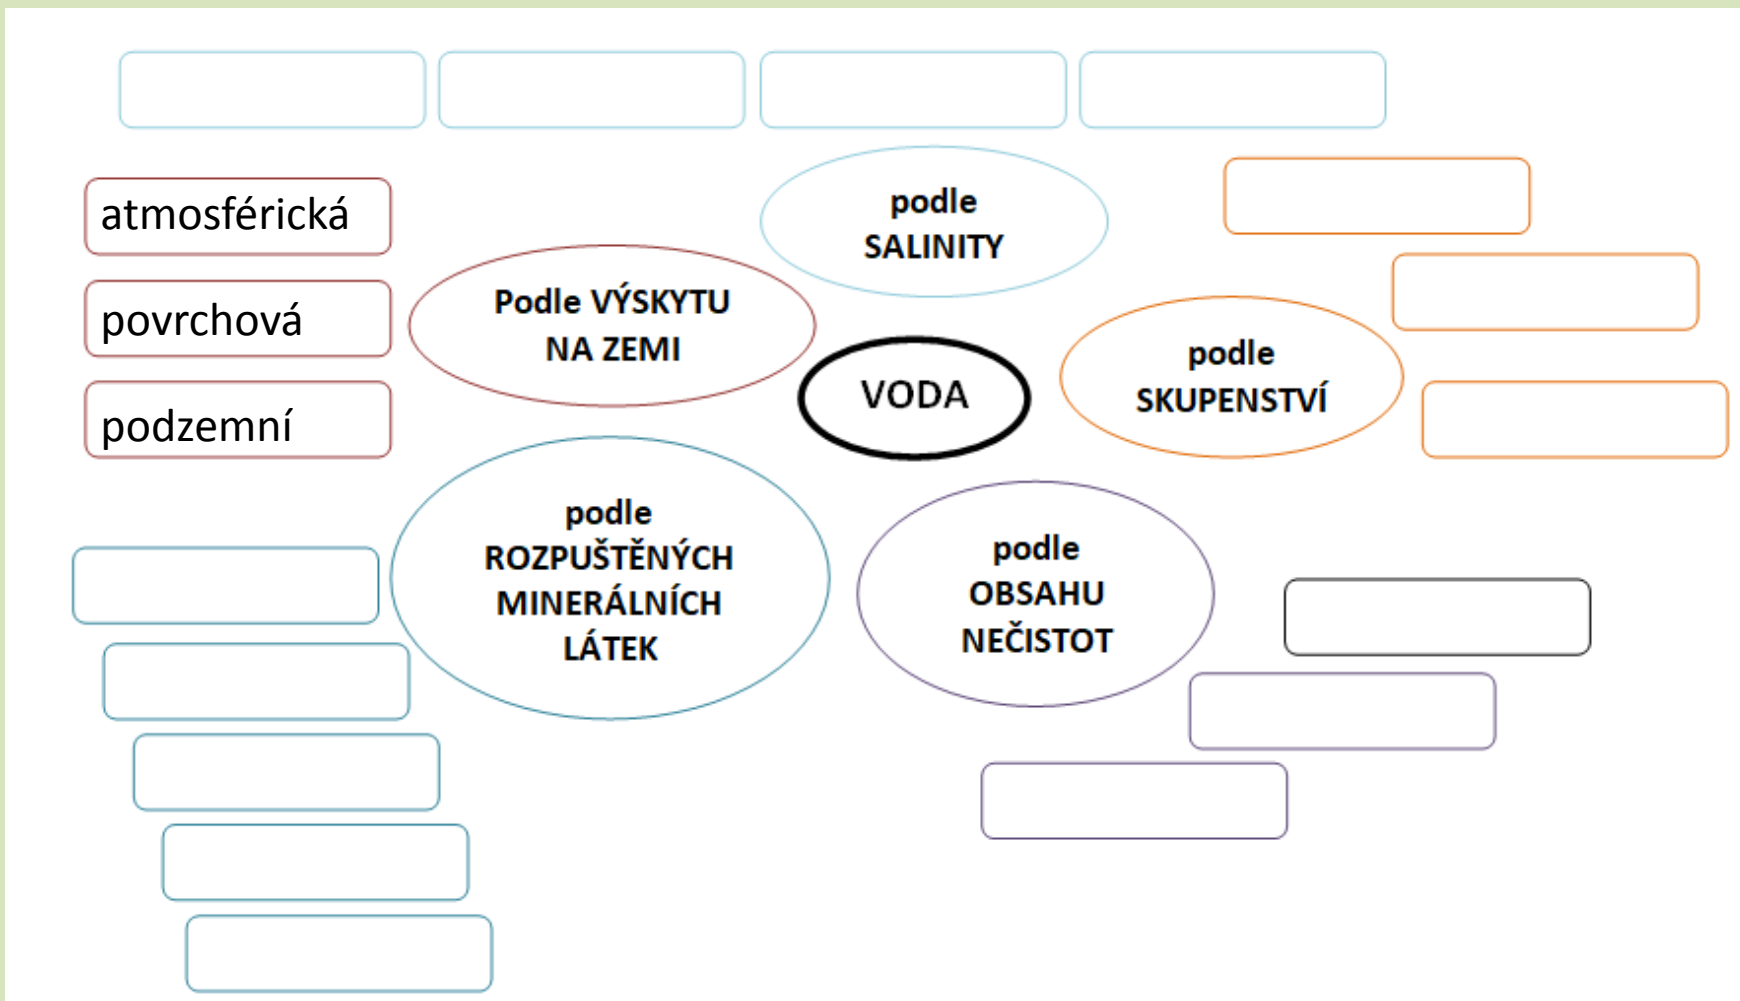 podle
SALINITY
atmosférická
povrchová
podzemní
Podle VÝSKYTU
NA ZEMI
VODA
podle
SKUPENSTVÍ
podle
ROZPUŠTĚNÝCH
MINERÁLNÍCH
LÁTEK
podle
OBSAHU
NEČISTOT